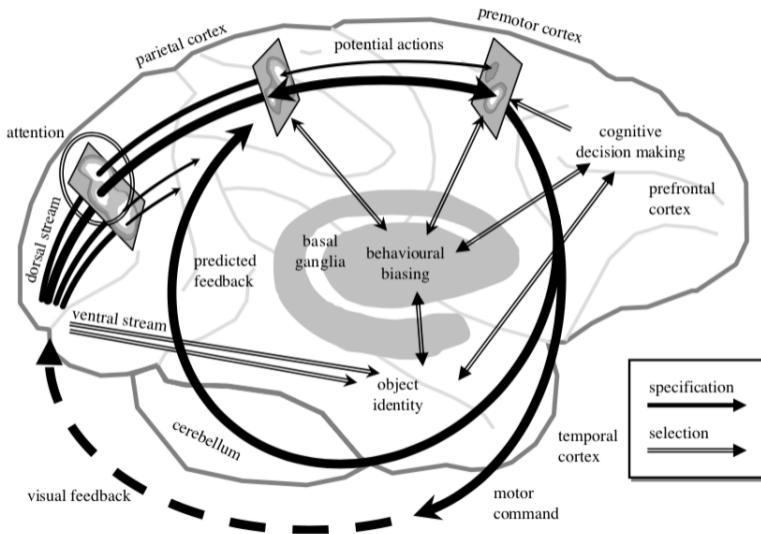 parietal cortex
premotor cortex
potential actions
attention
cognitive
decision making
prefrontal
cortex
dorsal stream
basal
ganglia
behavioural
biasing
predicted
feedback
ventral stream
object
identity
specification
selection
cerebellum
temporal
cortex
visual feedback
motor
command